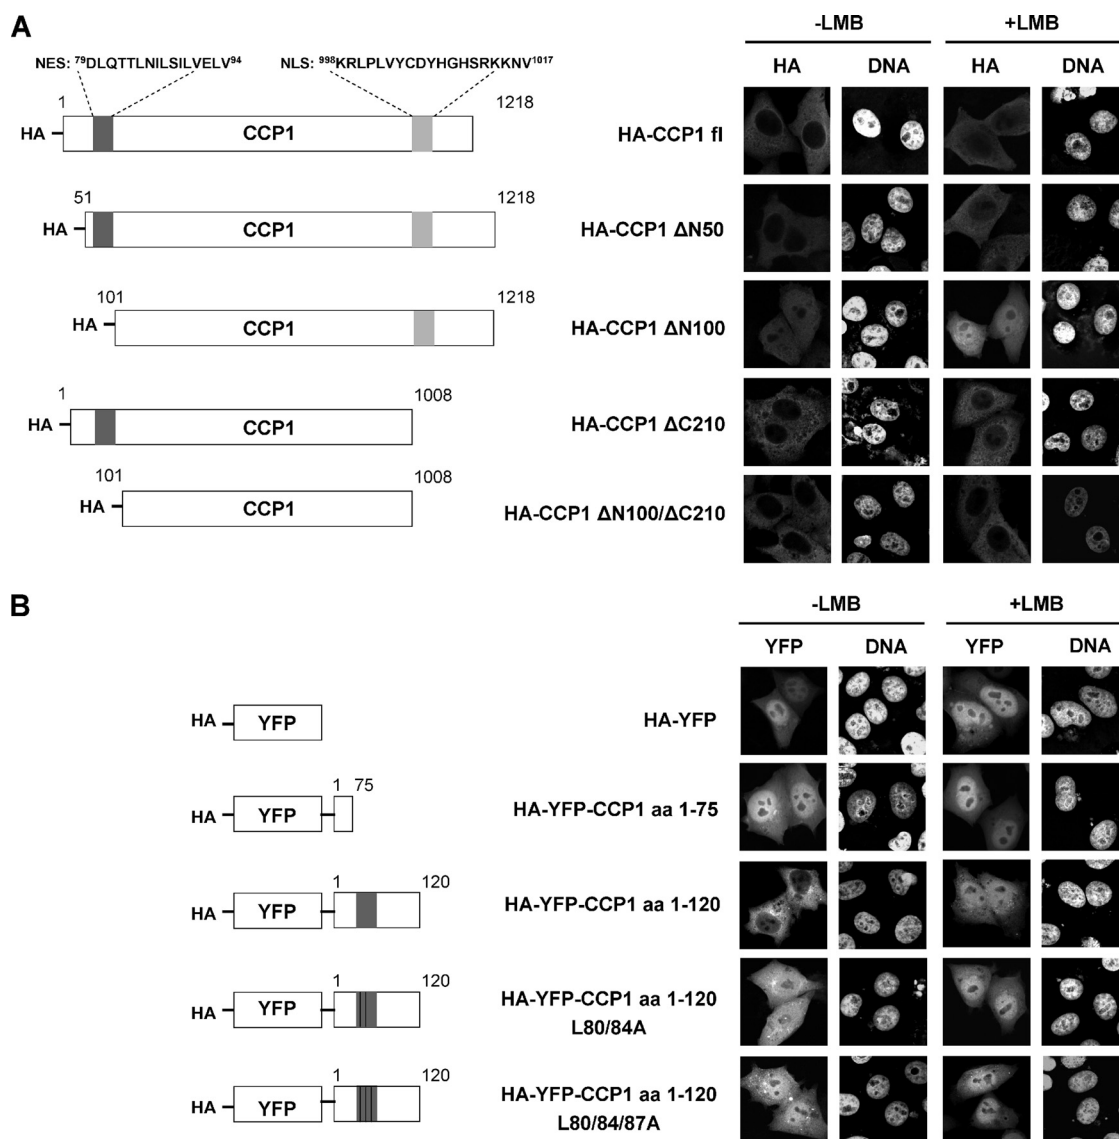 A
-LMB +LMB
HA DNA HA DNA
NES: ⁷⁹DLQTTLNILSILVELV⁹⁴ NLS: ⁹⁹⁸KRLPLVYCDYHGHSRKKNV¹⁰¹⁷
1 1218
HA CCP1 HA-CCP1 fl
51 1218
HA CCP1 HA-CCP1 ΔN50
101 1218
HA CCP1 HA-CCP1 ΔN100
1 1008
HA CCP1 HA-CCP1 ΔC210
101 1008
HA CCP1 HA-CCP1 ΔN100/ΔC210
B
-LMB +LMB
YFP DNA YFP DNA
HA YFP HA-YFP
1 75
HA YFP HA-YFP-CCP1 aa 1-75
1 120
HA YFP HA-YFP-CCP1 aa 1-120
1 120
HA YFP HA-YFP-CCP1 aa 1-120
L80/84A
1 120
HA YFP HA-YFP-CCP1 aa 1-120
L80/84/87A